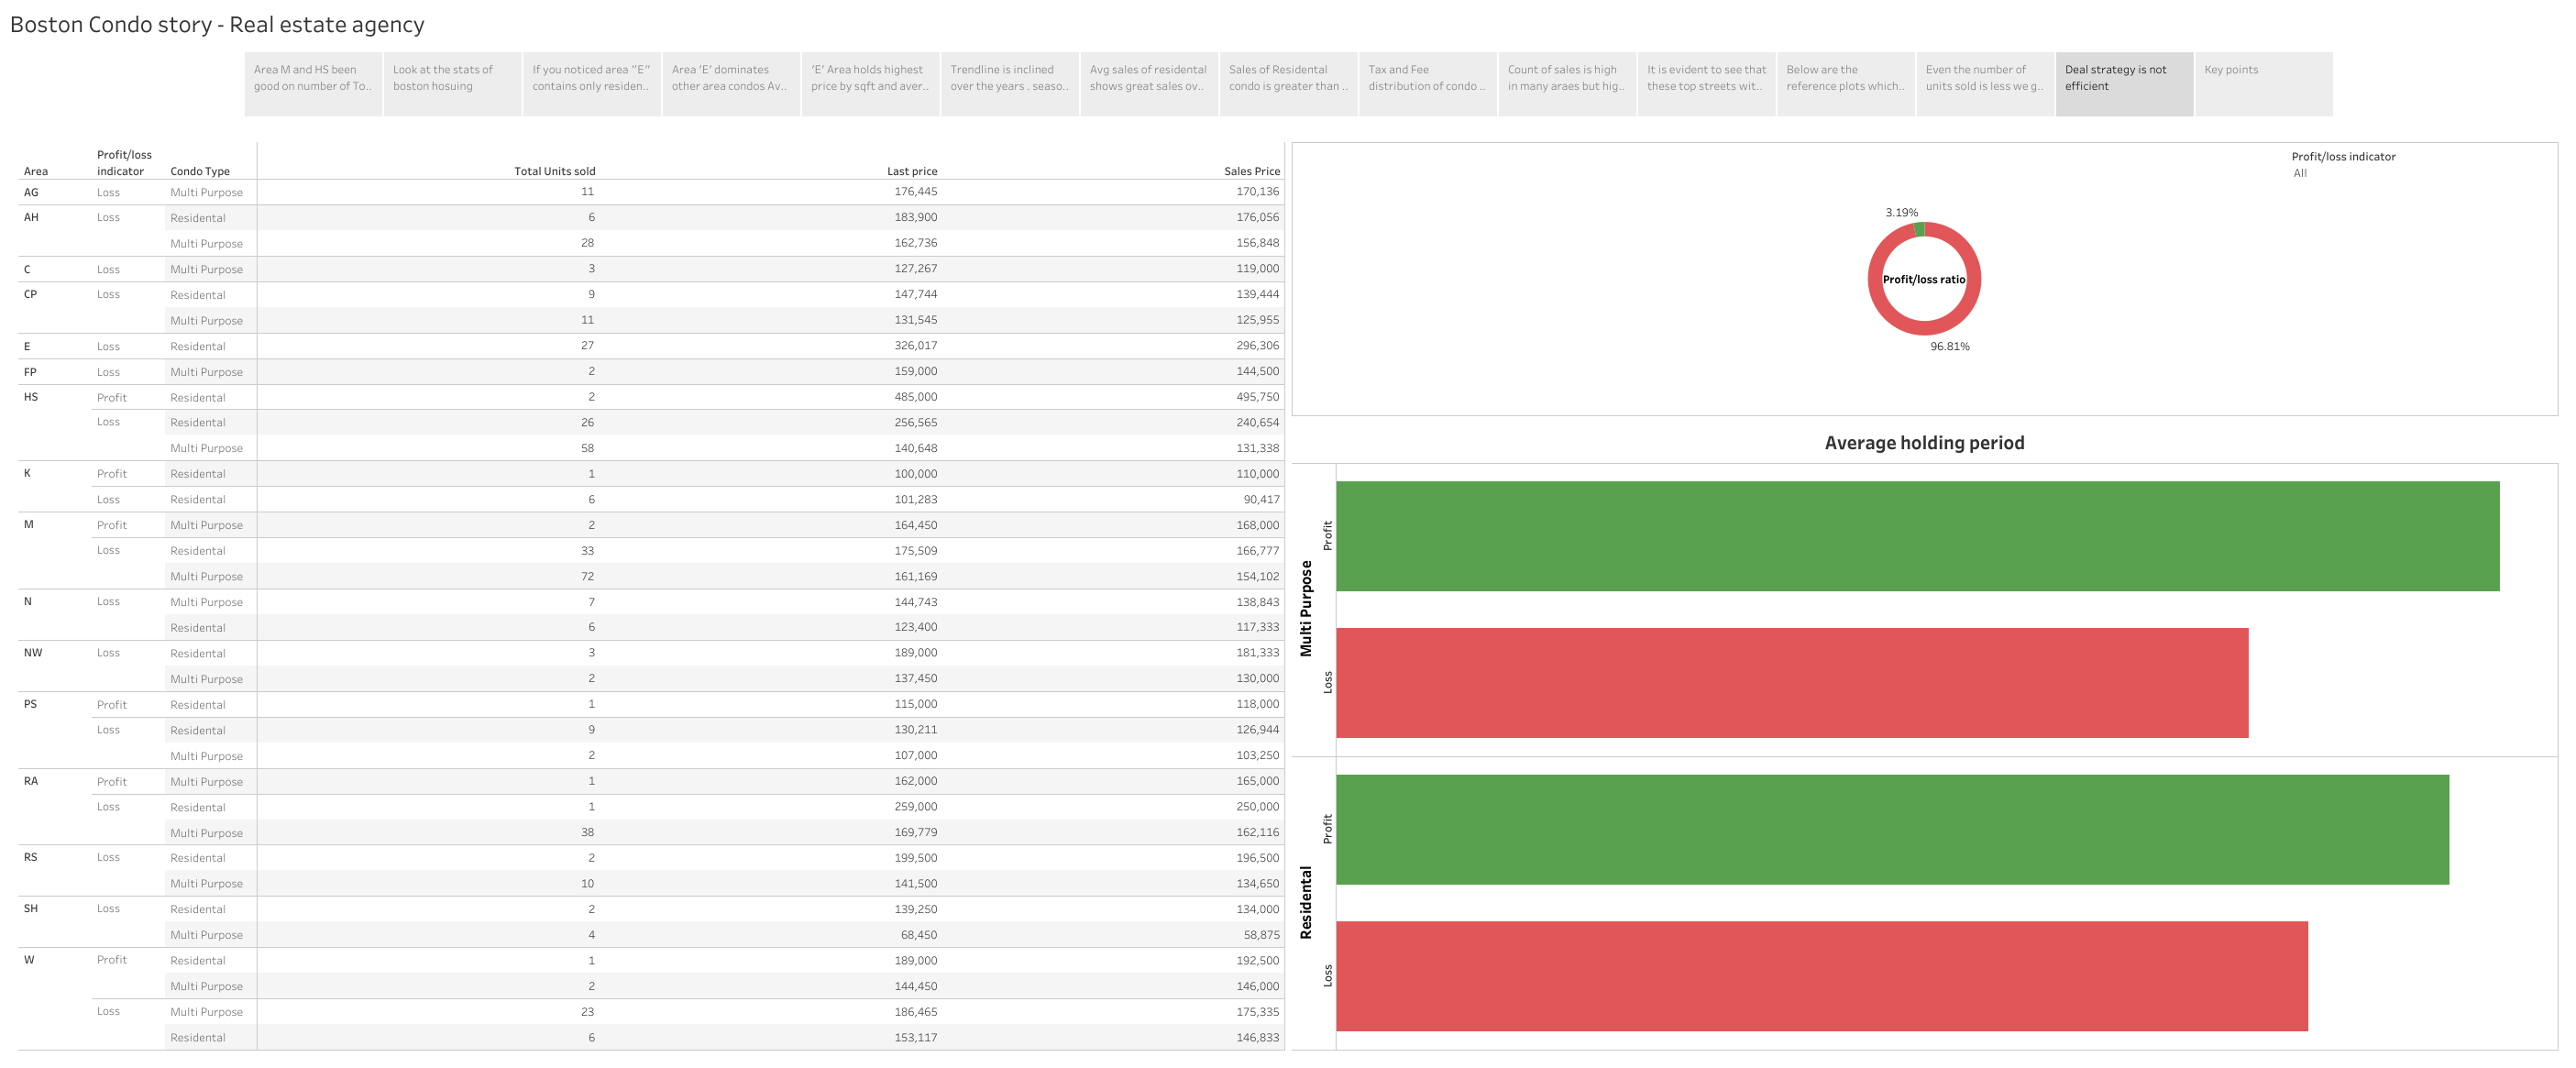 Boston Condo story - Real estate agency
Area M and HS been
good on number of To..
Look at the stats of
boston hosuing
If you noticed area "E"
contains only residen..
Area 'E' dominates
other area condos Av..
'E' Area holds highest
price by sqft and aver..
Trendline is inclined
over the years . seaso..
Avg sales of residental
shows great sales ov..
Sales of Residental
condo is greater than ..
Tax and Fee
distribution of condo ..
Count of sales is high
in many araes but hig..
It is evident to see that
these top streets wit..
Below are the
reference plots which..
Even the number of
units sold is less we g..
Deal strategy is not
efficient
Key points
Area Profit/loss indicator Condo Type Total Units sold Last price Sales Price
AG Loss Multi Purpose 11 176,445 170,136
AH Loss Residental 6 183,900 176,056
Multi Purpose 28 162,736 156,848
C Loss Multi Purpose 3 127,267 119,000
CP Loss Residental 9 147,744 139,444
Multi Purpose 11 131,545 125,955
E Loss Residental 27 326,017 296,306
FP Loss Multi Purpose 2 159,000 144,500
HS Profit Residental 2 485,000 495,750
Loss Residental 26 256,565 240,654
Multi Purpose 58 140,648 131,338
K Profit Residental 1 100,000 110,000
Loss Residental 6 101,283 90,417
M Profit Multi Purpose 2 164,450 168,000
Loss Residental 33 175,509 166,777
Multi Purpose 72 161,169 154,102
N Loss Multi Purpose 7 144,743 138,843
Residental 6 123,400 117,333
NW Loss Residental 3 189,000 181,333
Multi Purpose 2 137,450 130,000
PS Profit Residental 1 115,000 118,000
Loss Residental 9 130,211 126,944
Multi Purpose 2 107,000 103,250
RA Profit Multi Purpose 1 162,000 165,000
Loss Residental 1 259,000 250,000
Multi Purpose 38 169,779 162,116
RS Loss Residental 2 199,500 196,500
Multi Purpose 10 141,500 134,650
SH Loss Residental 2 139,250 134,000
Multi Purpose 4 68,450 58,875
W Profit Residental 1 189,000 192,500
Multi Purpose 2 144,450 146,000
Loss Multi Purpose 23 186,465 175,335
Residental 6 153,117 146,833
Profit/loss indicator
All
3.19%
Profit/loss ratio
96.81%
Average holding period
Multi Purpose
Profit
Loss
Residental
Profit
Loss